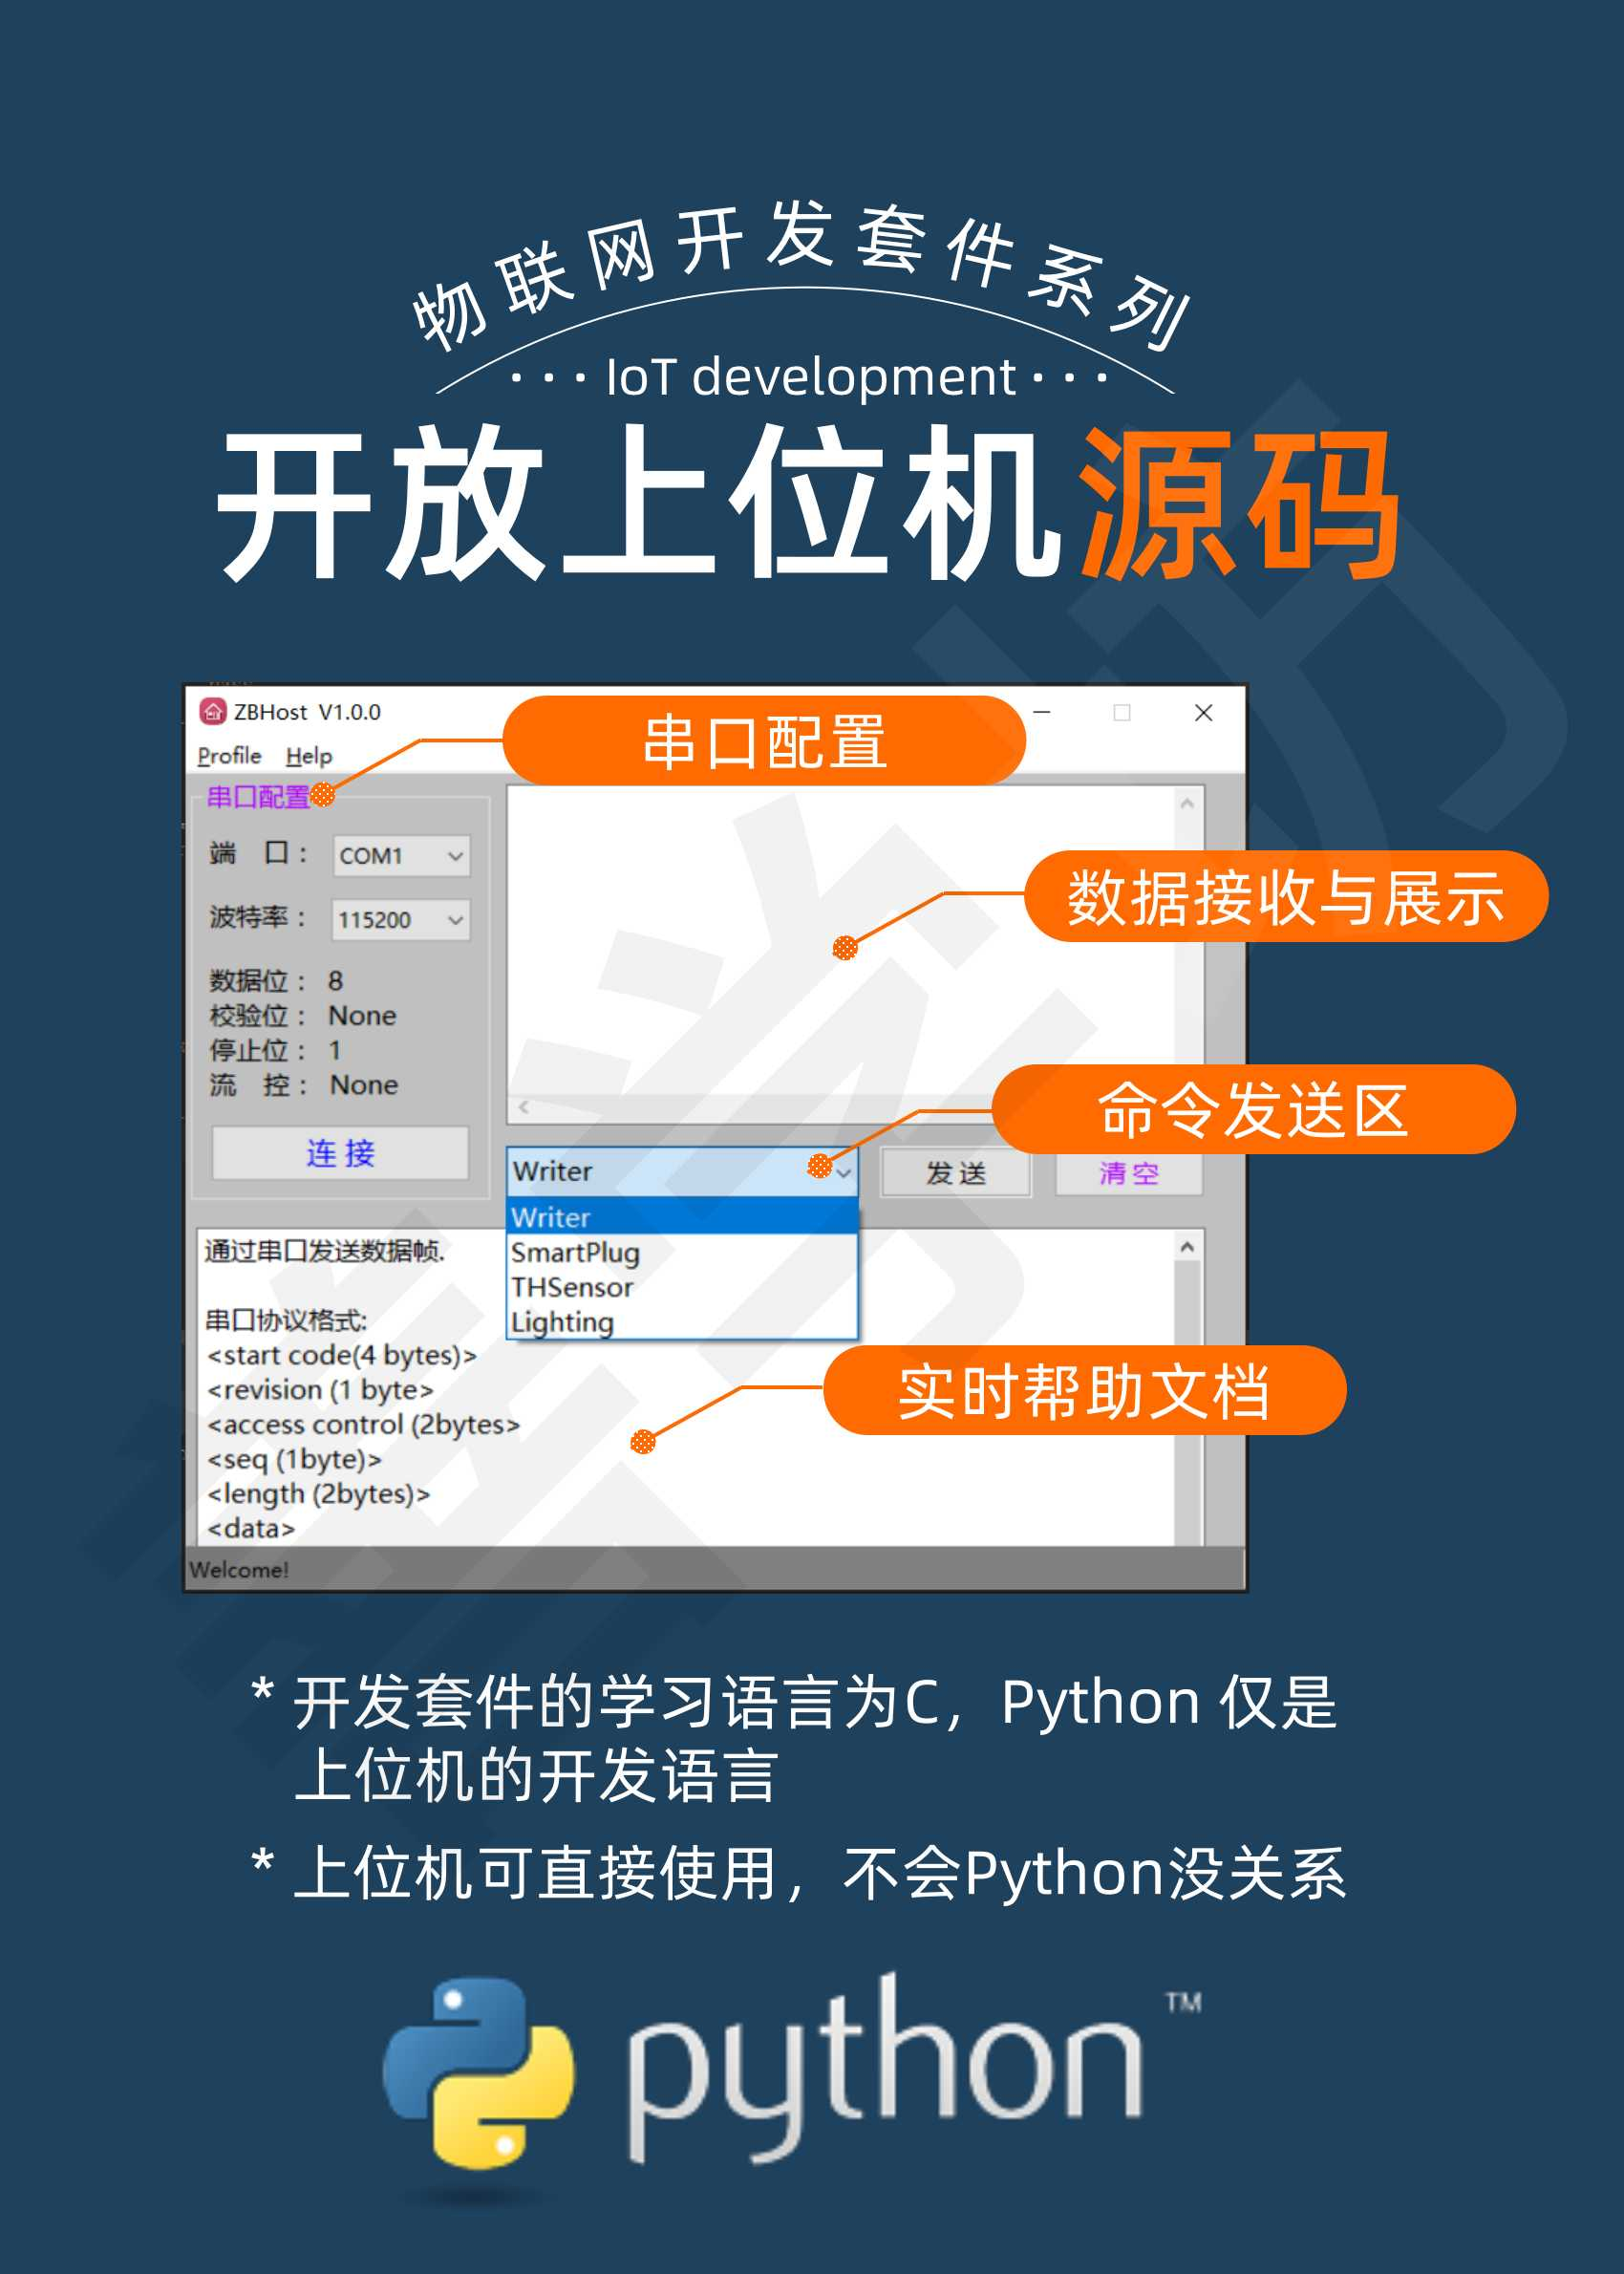 物联网开发套件系列
··· IoT development ···
开放上位机源码
ZBHost V1.0.0
串口配置
Profile Help
串口配置
端 口： COM1
数据接收与展示
波特率： 115200
数据位： 8
校验位： None
停止位： 1
流 控： None
命令发送区
连 接
Writer
发 送
清 空
Writer
SmartPlug
THSensor
Lighting
通过串口发送数据帧.
串口协议格式:
<start code(4 bytes)>
<revision (1 byte>
<access control (2bytes>
<seq (1byte)>
<length (2bytes)>
<data>
实时帮助文档
Welcome!
* 开发套件的学习语言为C，Python 仅是
上位机的开发语言
* 上位机可直接使用，不会Python没关系
python™